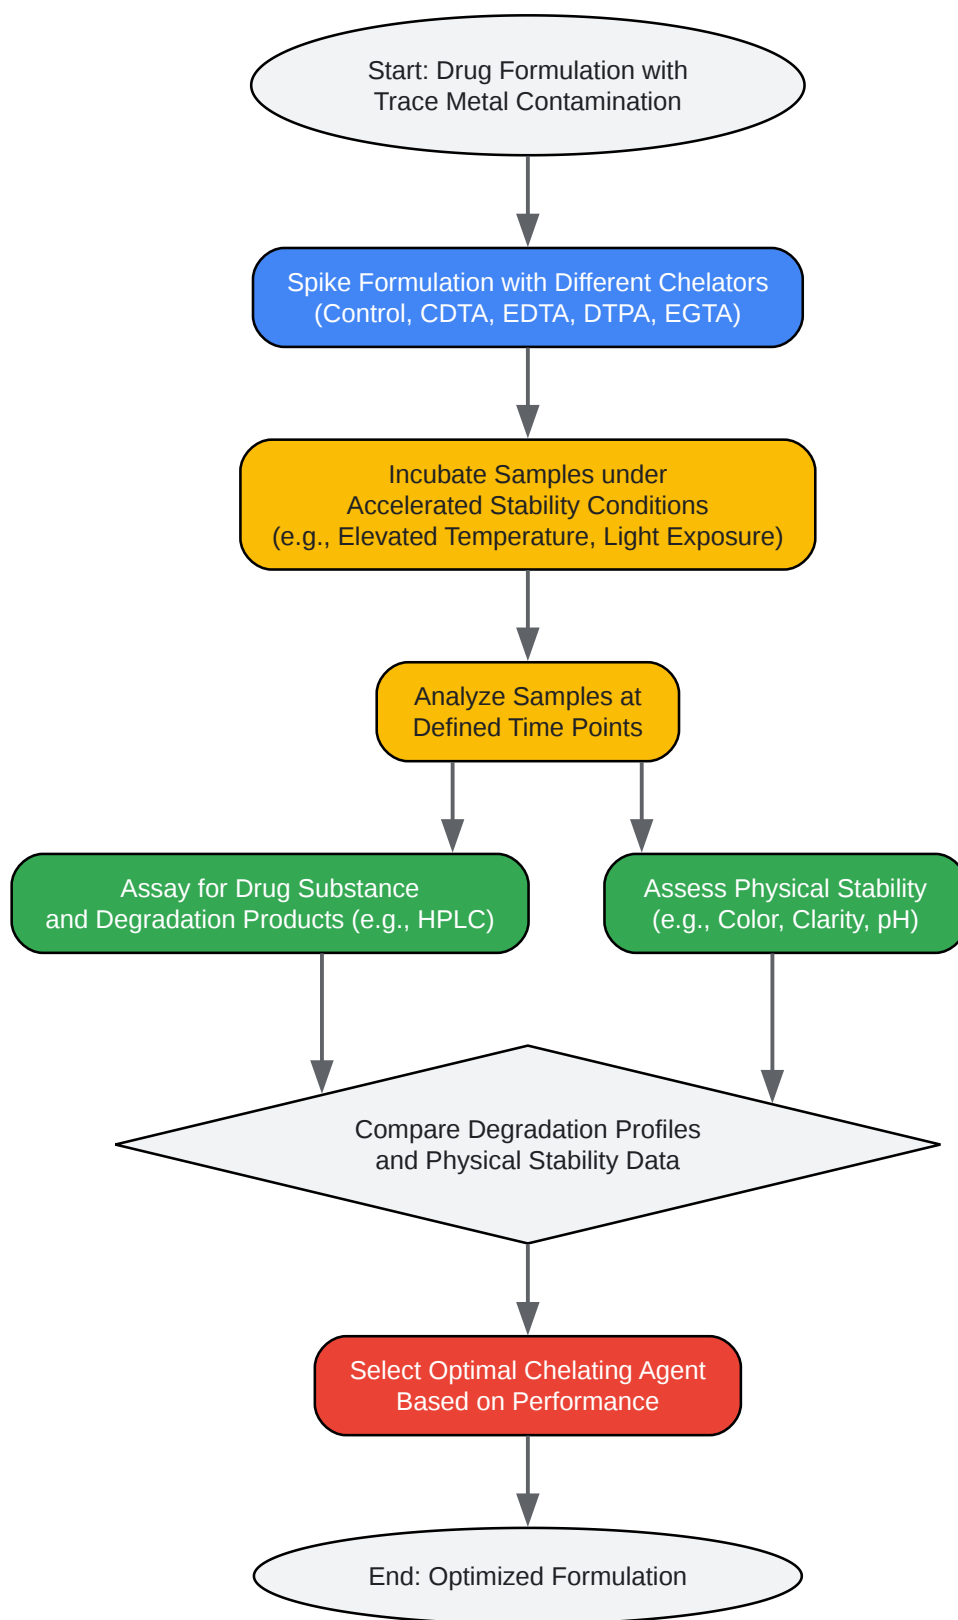 Start: Drug Formulation with
Trace Metal Contamination
Spike Formulation with Different Chelators
(Control, CDTA, EDTA, DTPA, EGTA)
Incubate Samples under
Accelerated Stability Conditions
(e.g., Elevated Temperature, Light Exposure)
Analyze Samples at
Defined Time Points
Assay for Drug Substance
and Degradation Products (e.g., HPLC)
Assess Physical Stability
(e.g., Color, Clarity, pH)
Compare Degradation Profiles
and Physical Stability Data
Select Optimal Chelating Agent
Based on Performance
End: Optimized Formulation